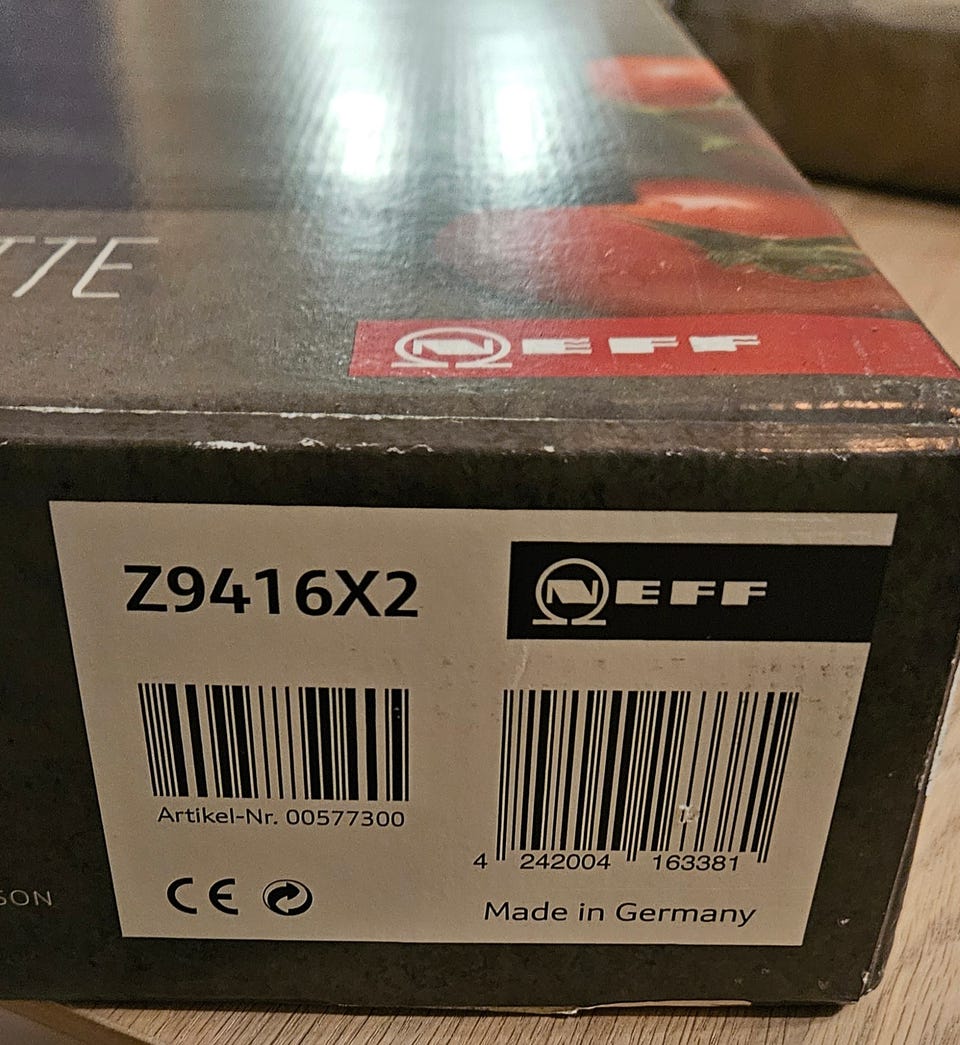 TTE
NEFF
Z9416X2
NEFF
Artikel-Nr. 00577300
4 242004 163381
CE
Made in Germany
SON